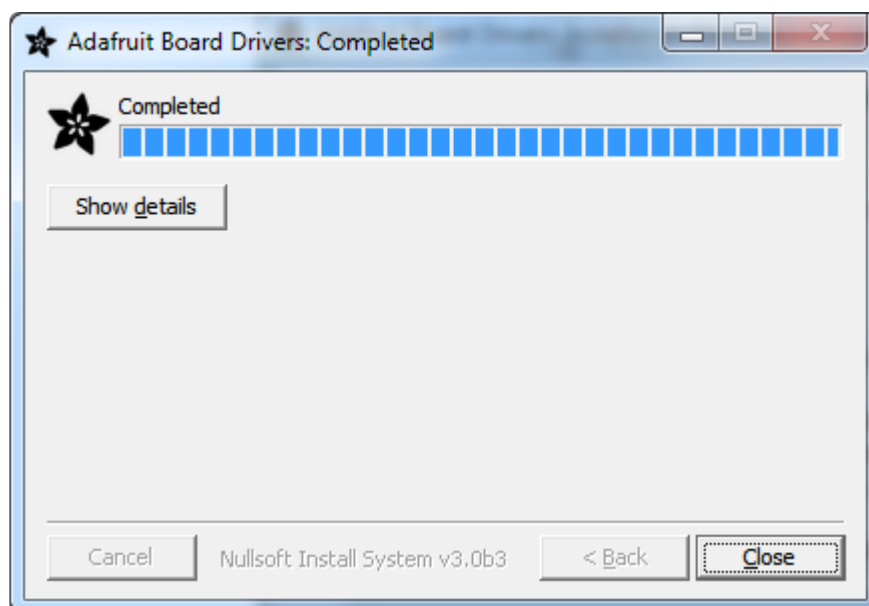 Adafruit Board Drivers: Completed
Completed
Show details
Cancel
Nullsoft Install System v3.0b3
< Back
Close